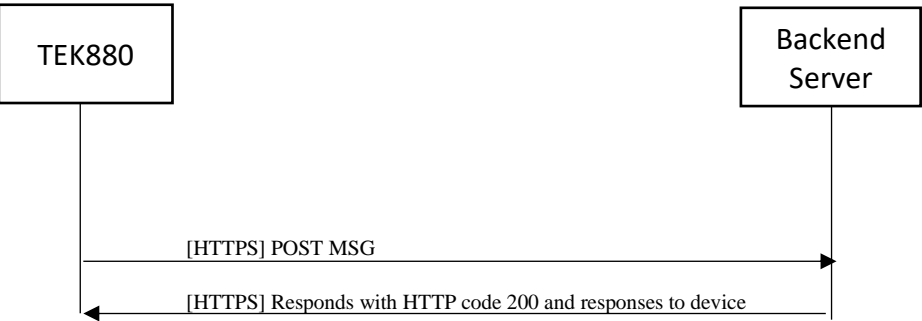 TEK880
Backend
Server
[HTTPS] POST MSG
[HTTPS] Responds with HTTP code 200 and responses to device